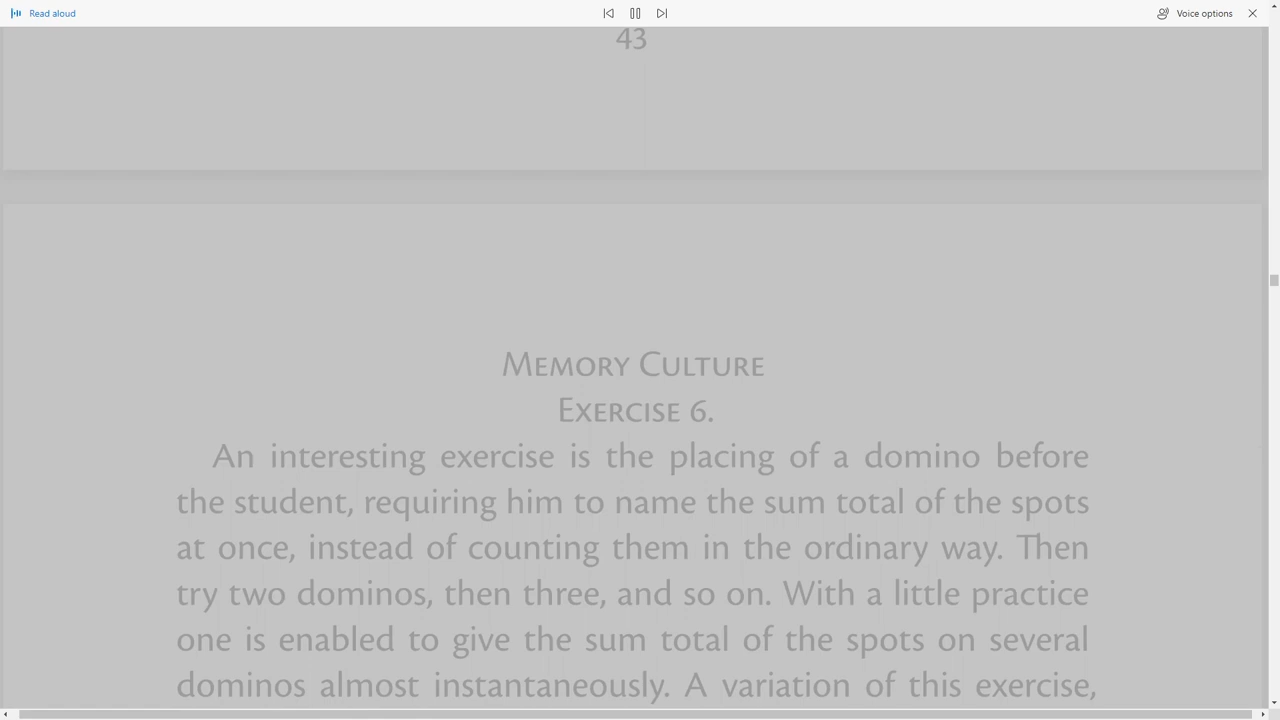 Read aloud
Voice options
43
Memory Culture
Exercise 6.
An interesting exercise is the placing of a domino before
the student, requiring him to name the sum total of the spots
at once, instead of counting them in the ordinary way. Then
try two dominos, then three, and so on. With a little practice
one is enabled to give the sum total of the spots on several
dominos almost instantaneously. A variation of this exercise,